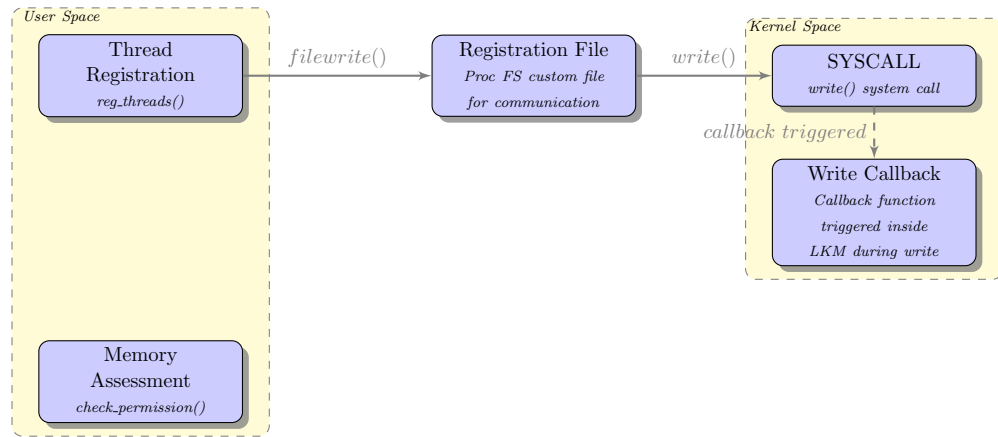 User Space
Thread
Registration
reg_threads()
filewrite()
Registration File
Proc FS custom file
for communication
write()
Kernel Space
SYSCALL
write() system call
callback triggered
Write Callback
Callback function
triggered inside
LKM during write
Memory
Assessment
check_permission()